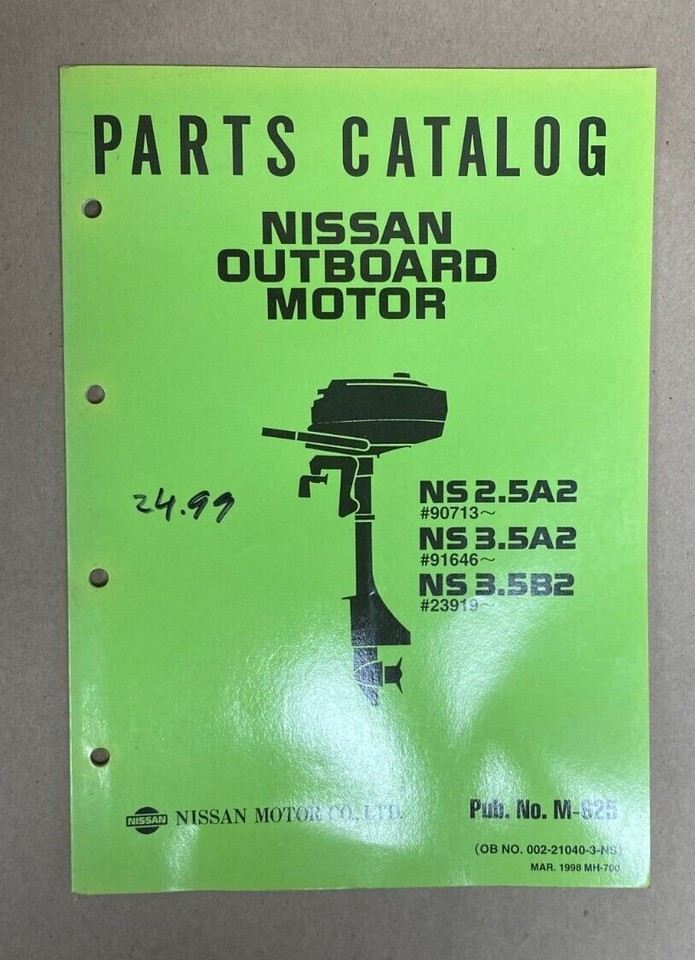 PARTS CATALOG
NISSAN
OUTBOARD
MOTOR
24.99
NS 2.5A2
#90713~
NS 3.5A2
#91646~
NS 3.5B2
#23919~
NISSAN NISSAN MOTOR CO., LTD.
Pub. No. M-625
(OB NO. 002-21040-3-NS)
MAR. 1998 MH-700